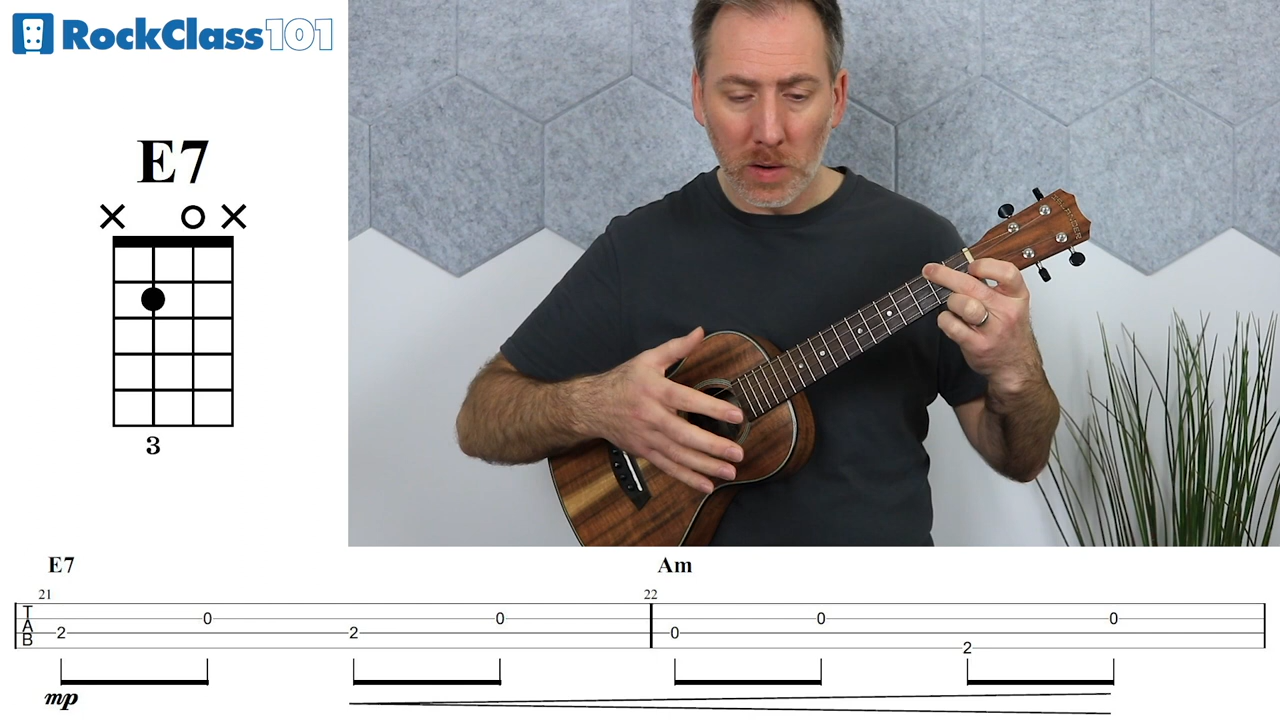 RockClass101
E7
3
E7 Am
21 22
T
A
B
0 0 0 0
2 2 0
2
mp